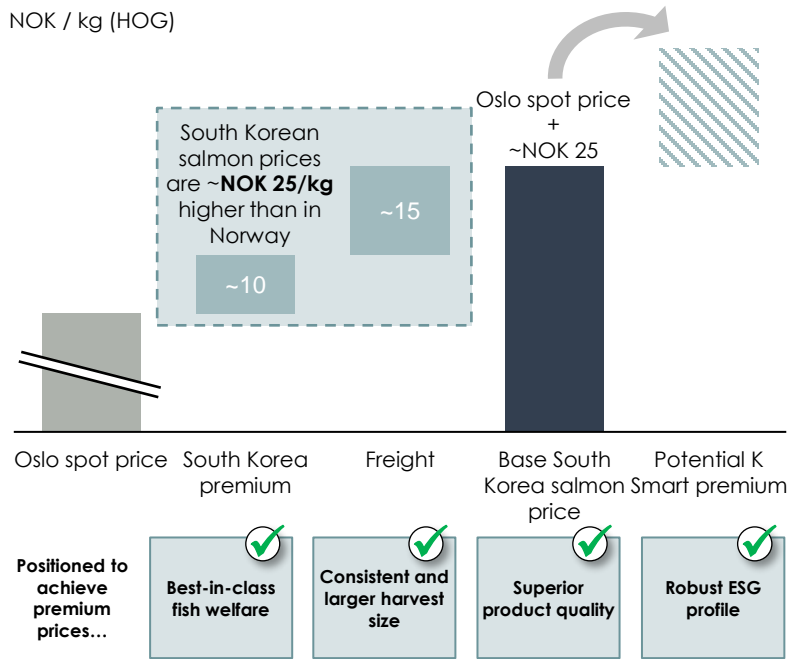 NOK / kg (HOG)
Oslo spot price
+
~NOK 25
South Korean
salmon prices
are ~NOK 25/kg
higher than in
Norway
~15
~10
Oslo spot price
South Korea
premium
Freight
Base South
Korea salmon
price
Potential K
Smart premium
Positioned to
achieve
premium
prices…
Best-in-class
fish welfare
Consistent and
larger harvest
size
Superior
product quality
Robust ESG
profile